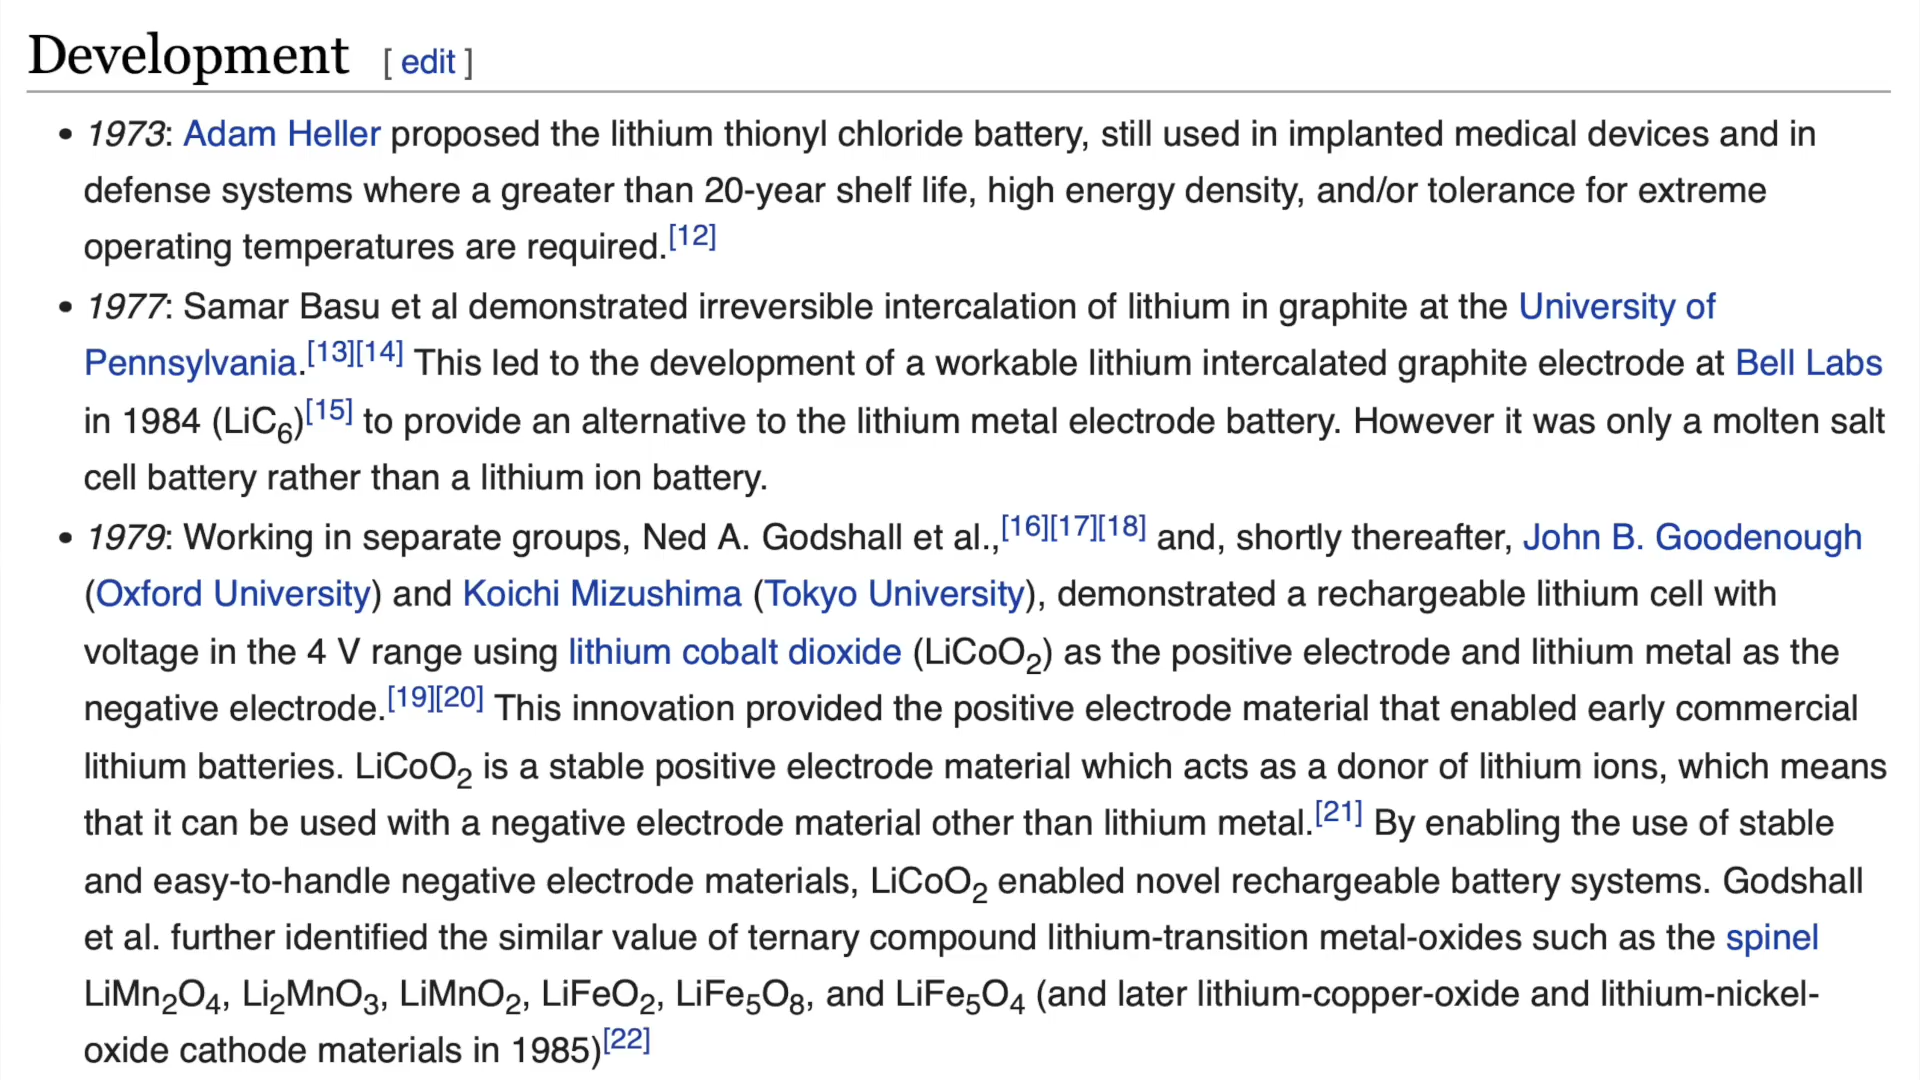 Development [ edit ]
• 1973: Adam Heller proposed the lithium thionyl chloride battery, still used in implanted medical devices and in
defense systems where a greater than 20-year shelf life, high energy density, and/or tolerance for extreme
operating temperatures are required.[12]
• 1977: Samar Basu et al demonstrated irreversible intercalation of lithium in graphite at the University of
Pennsylvania.[13][14] This led to the development of a workable lithium intercalated graphite electrode at Bell Labs
in 1984 (LiC₆)[15] to provide an alternative to the lithium metal electrode battery. However it was only a molten salt
cell battery rather than a lithium ion battery.
• 1979: Working in separate groups, Ned A. Godshall et al.,[16][17][18] and, shortly thereafter, John B. Goodenough
(Oxford University) and Koichi Mizushima (Tokyo University), demonstrated a rechargeable lithium cell with
voltage in the 4 V range using lithium cobalt dioxide (LiCoO₂) as the positive electrode and lithium metal as the
negative electrode.[19][20] This innovation provided the positive electrode material that enabled early commercial
lithium batteries. LiCoO₂ is a stable positive electrode material which acts as a donor of lithium ions, which means
that it can be used with a negative electrode material other than lithium metal.[21] By enabling the use of stable
and easy-to-handle negative electrode materials, LiCoO₂ enabled novel rechargeable battery systems. Godshall
et al. further identified the similar value of ternary compound lithium-transition metal-oxides such as the spinel
LiMn₂O₄, Li₂MnO₃, LiMnO₂, LiFeO₂, LiFe₅O₈, and LiFe₅O₄ (and later lithium-copper-oxide and lithium-nickel-
oxide cathode materials in 1985)[22]